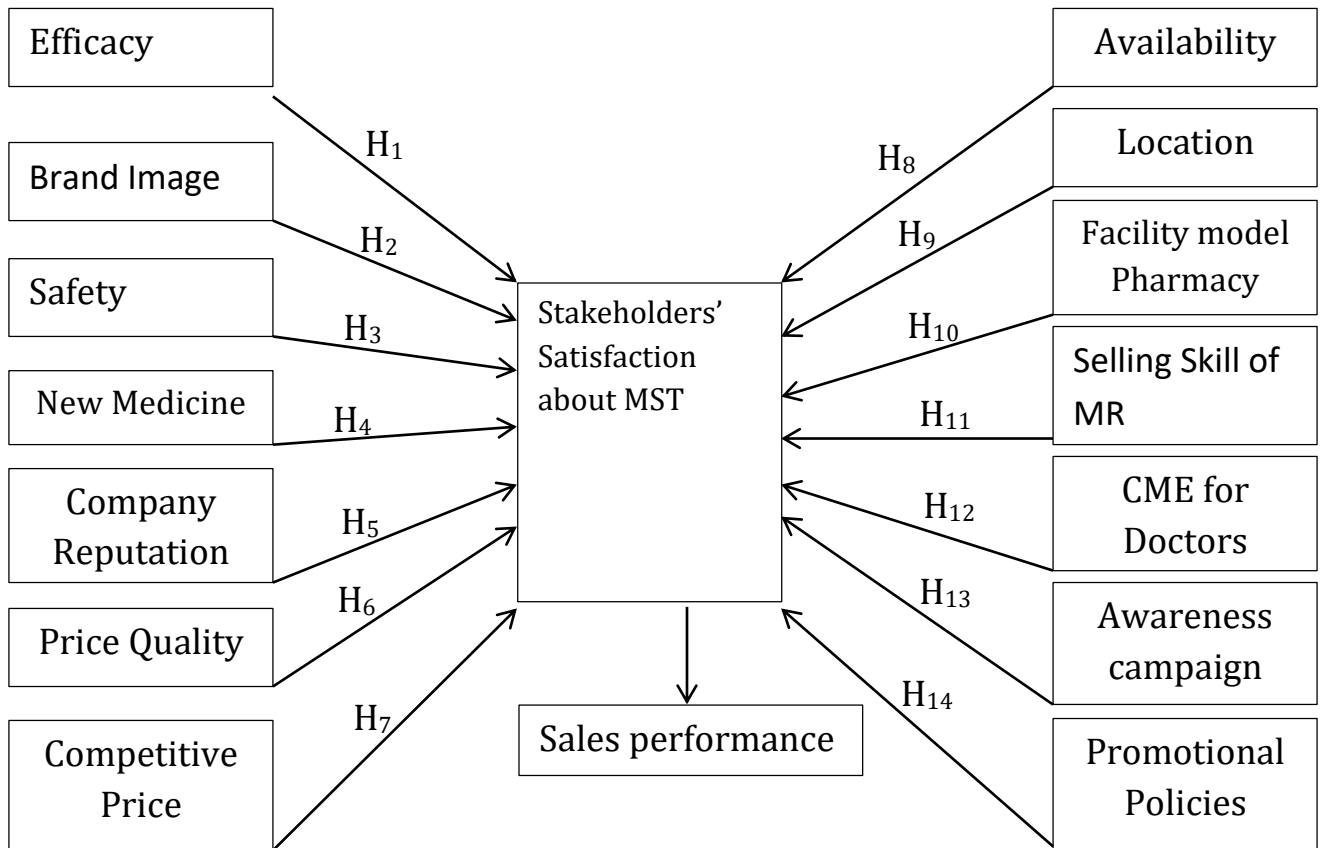 Efficacy
H1
Brand Image
H2
Safety
H3
New Medicine
H4
Company
Reputation
H5
Price Quality
H6
Competitive
Price
H7
Stakeholders’
Satisfaction
about MST
Sales performance
Availability
H8
Location
H9
Facility model
Pharmacy
H10
Selling Skill of
MR
H11
CME for
Doctors
H12
Awareness
campaign
H13
Promotional
Policies
H14